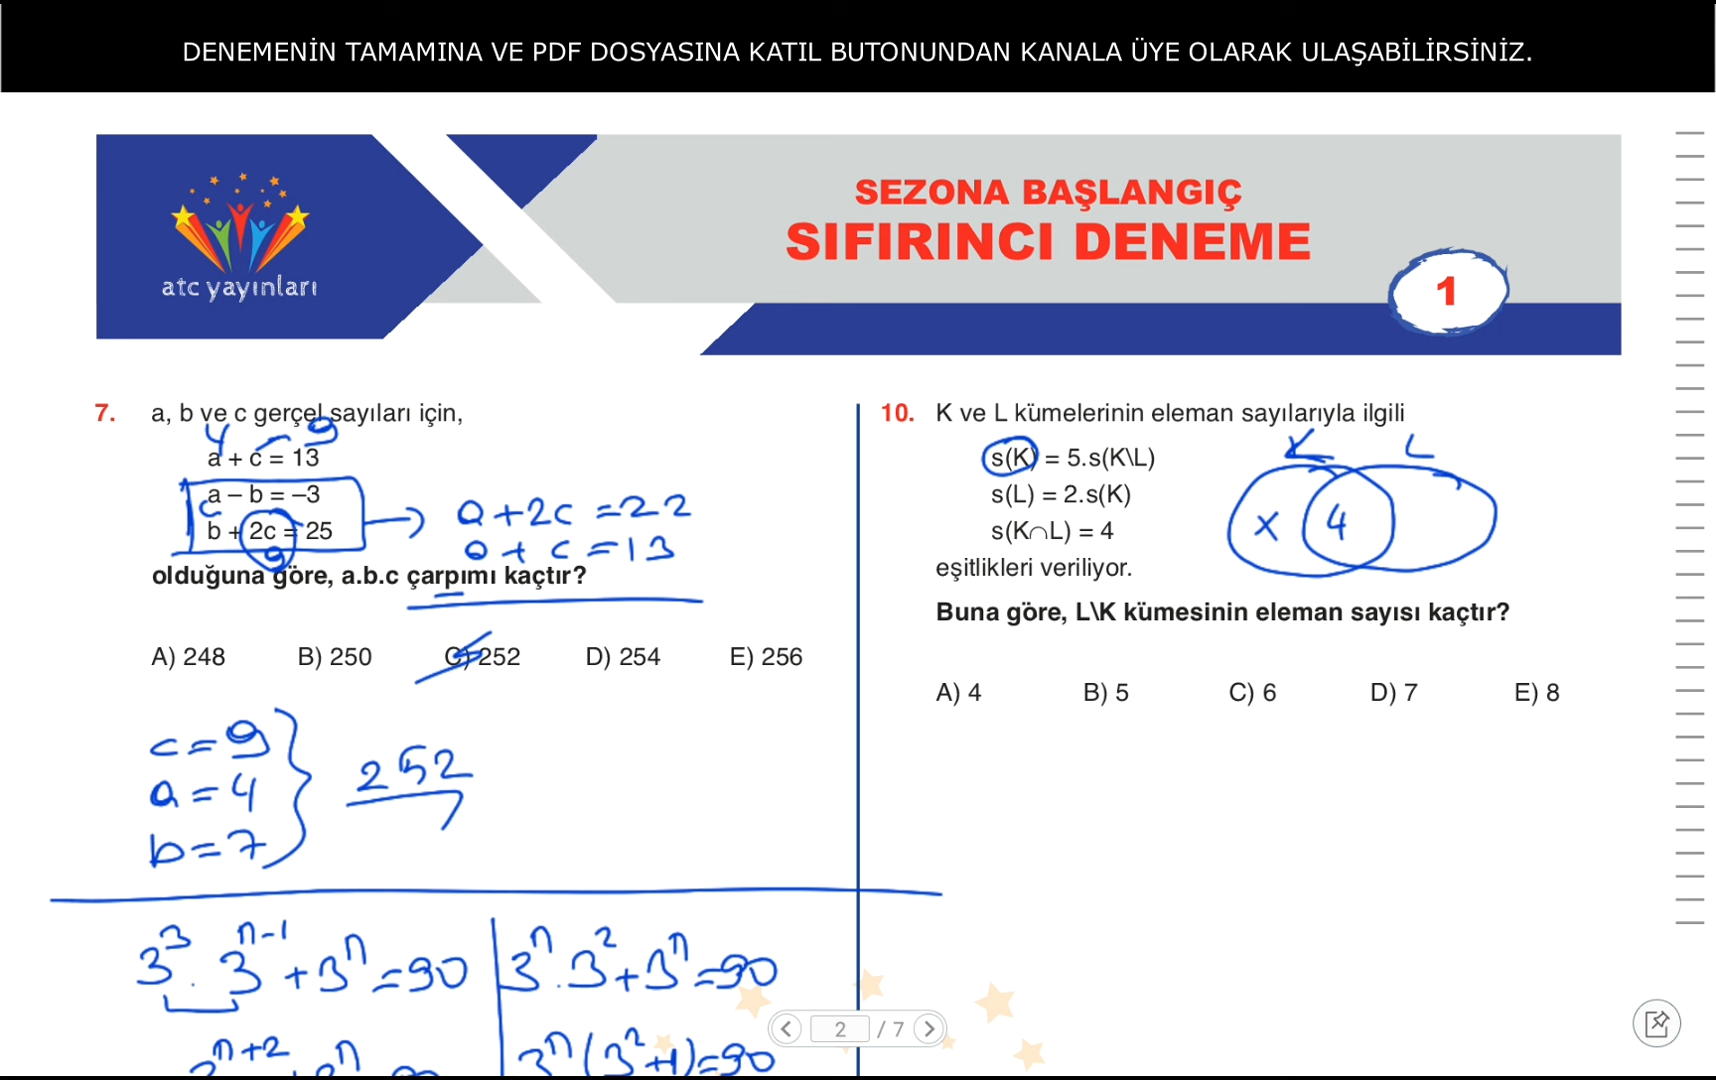 DENEMENİN TAMAMINA VE PDF DOSYASINA KATIL BUTONUNDAN KANALA ÜYE OLARAK ULAŞABİLİRSİNİZ.
atc yayınları
SEZONA BAŞLANGIÇ
SIFIRINCI DENEME
1
7. a, b ve c gerçel sayıları için,
4 9
a + c = 13
a – b = –3
c
b + 2c = 25
9
a+2c=22
a+c=13
olduğuna göre, a.b.c çarpımı kaçtır?
A) 248 B) 250 C) 252 D) 254 E) 256
c=9
a=4
b=7
252
3³.3ⁿ⁻¹+3ⁿ=90
3ⁿ.3²+3ⁿ=90
3ⁿ(3²+1)=90
10. K ve L kümelerinin eleman sayılarıyla ilgili
s(K) = 5.s(K\L)
s(L) = 2.s(K)
s(K∩L) = 4
K L
x 4
eşitlikleri veriliyor.
Buna göre, L\K kümesinin eleman sayısı kaçtır?
A) 4 B) 5 C) 6 D) 7 E) 8
2 / 7